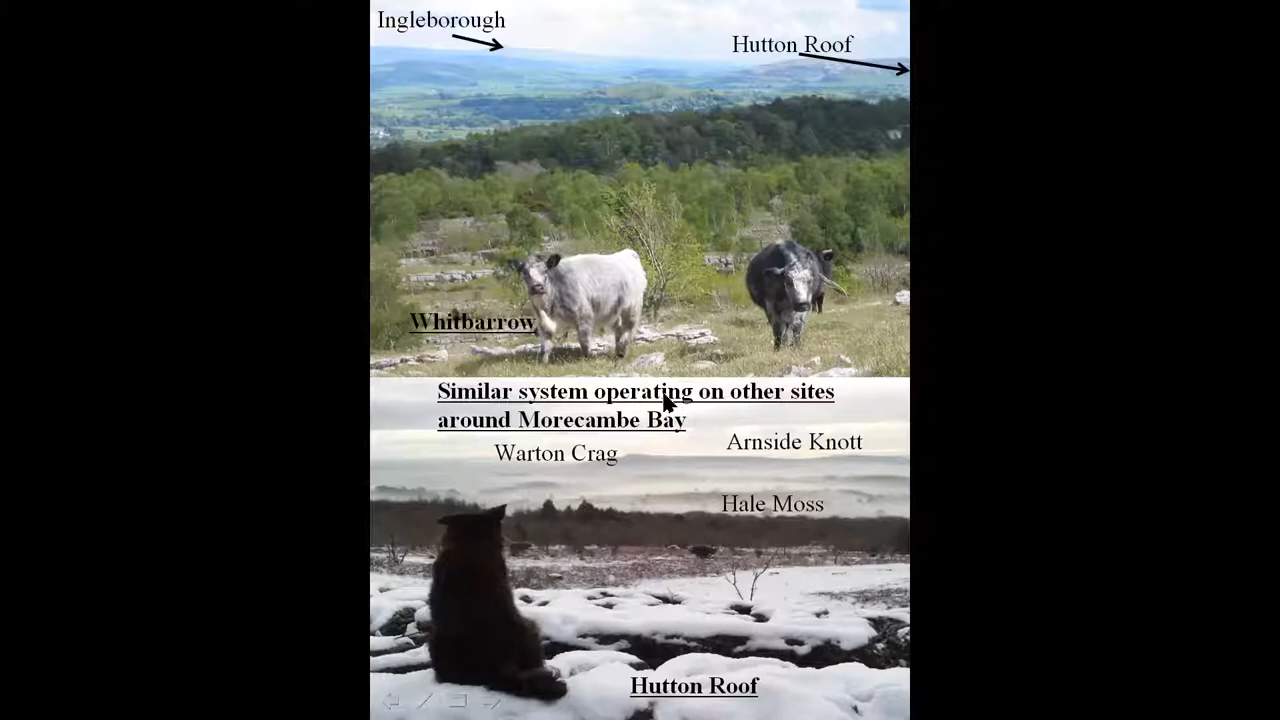 Ingleborough
Hutton Roof
Whitbarrow
Similar system operating on other sites
around Morecambe Bay
Arnside Knott
Warton Crag
Hale Moss
Hutton Roof